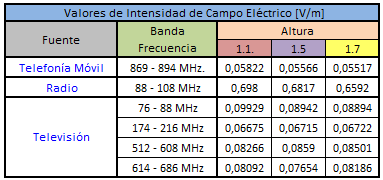 Valores de Intensidad de Campo Eléctrico [V/m]
Fuente Banda Frecuencia Altura
1.1. 1.5 1.7
Telefonía Móvil 869 - 894 MHz. 0,05822 0,05566 0,05517
Radio 88 - 108 MHz 0,698 0,6817 0,6592
Televisión 76 - 88 MHz 0,09929 0,08942 0,08894
174 - 216 MHz 0,06675 0,06715 0,06722
512 - 608 MHz 0,08266 0,0859 0,08501
614 - 686 MHz 0,08092 0,07654 0,08186